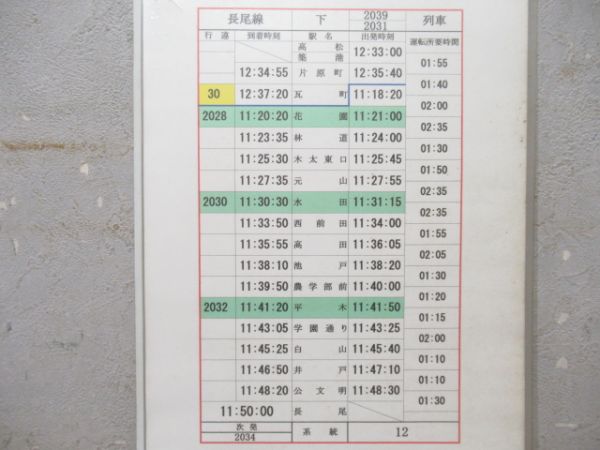 長尾線 下 2039 2031 列車
行違 到着時刻 駅名 出発時刻 運転所要時間
高松築港 12:33:00
01:55
12:34:55 片原町 12:35:40
01:40
30 12:37:20 瓦町 11:18:20
02:00
2028 11:20:20 花園 11:21:00
02:35
11:23:35 林道 11:24:00
01:30
11:25:30 木太東口 11:25:45
01:50
11:27:35 元山 11:27:55
02:35
2030 11:30:30 水田 11:31:15
02:35
11:33:50 西前田 11:34:00
01:55
11:35:55 高田 11:36:05
02:05
11:38:10 池戸 11:38:20
01:30
11:39:50 農学部前 11:40:00
01:20
2032 11:41:20 平木 11:41:50
01:15
11:43:05 学園通り 11:43:25
02:00
11:45:25 白山 11:45:40
01:10
11:46:50 井戸 11:47:10
01:10
11:48:20 公文明 11:48:30
01:30
11:50:00 長尾
次発 2034 系統 12